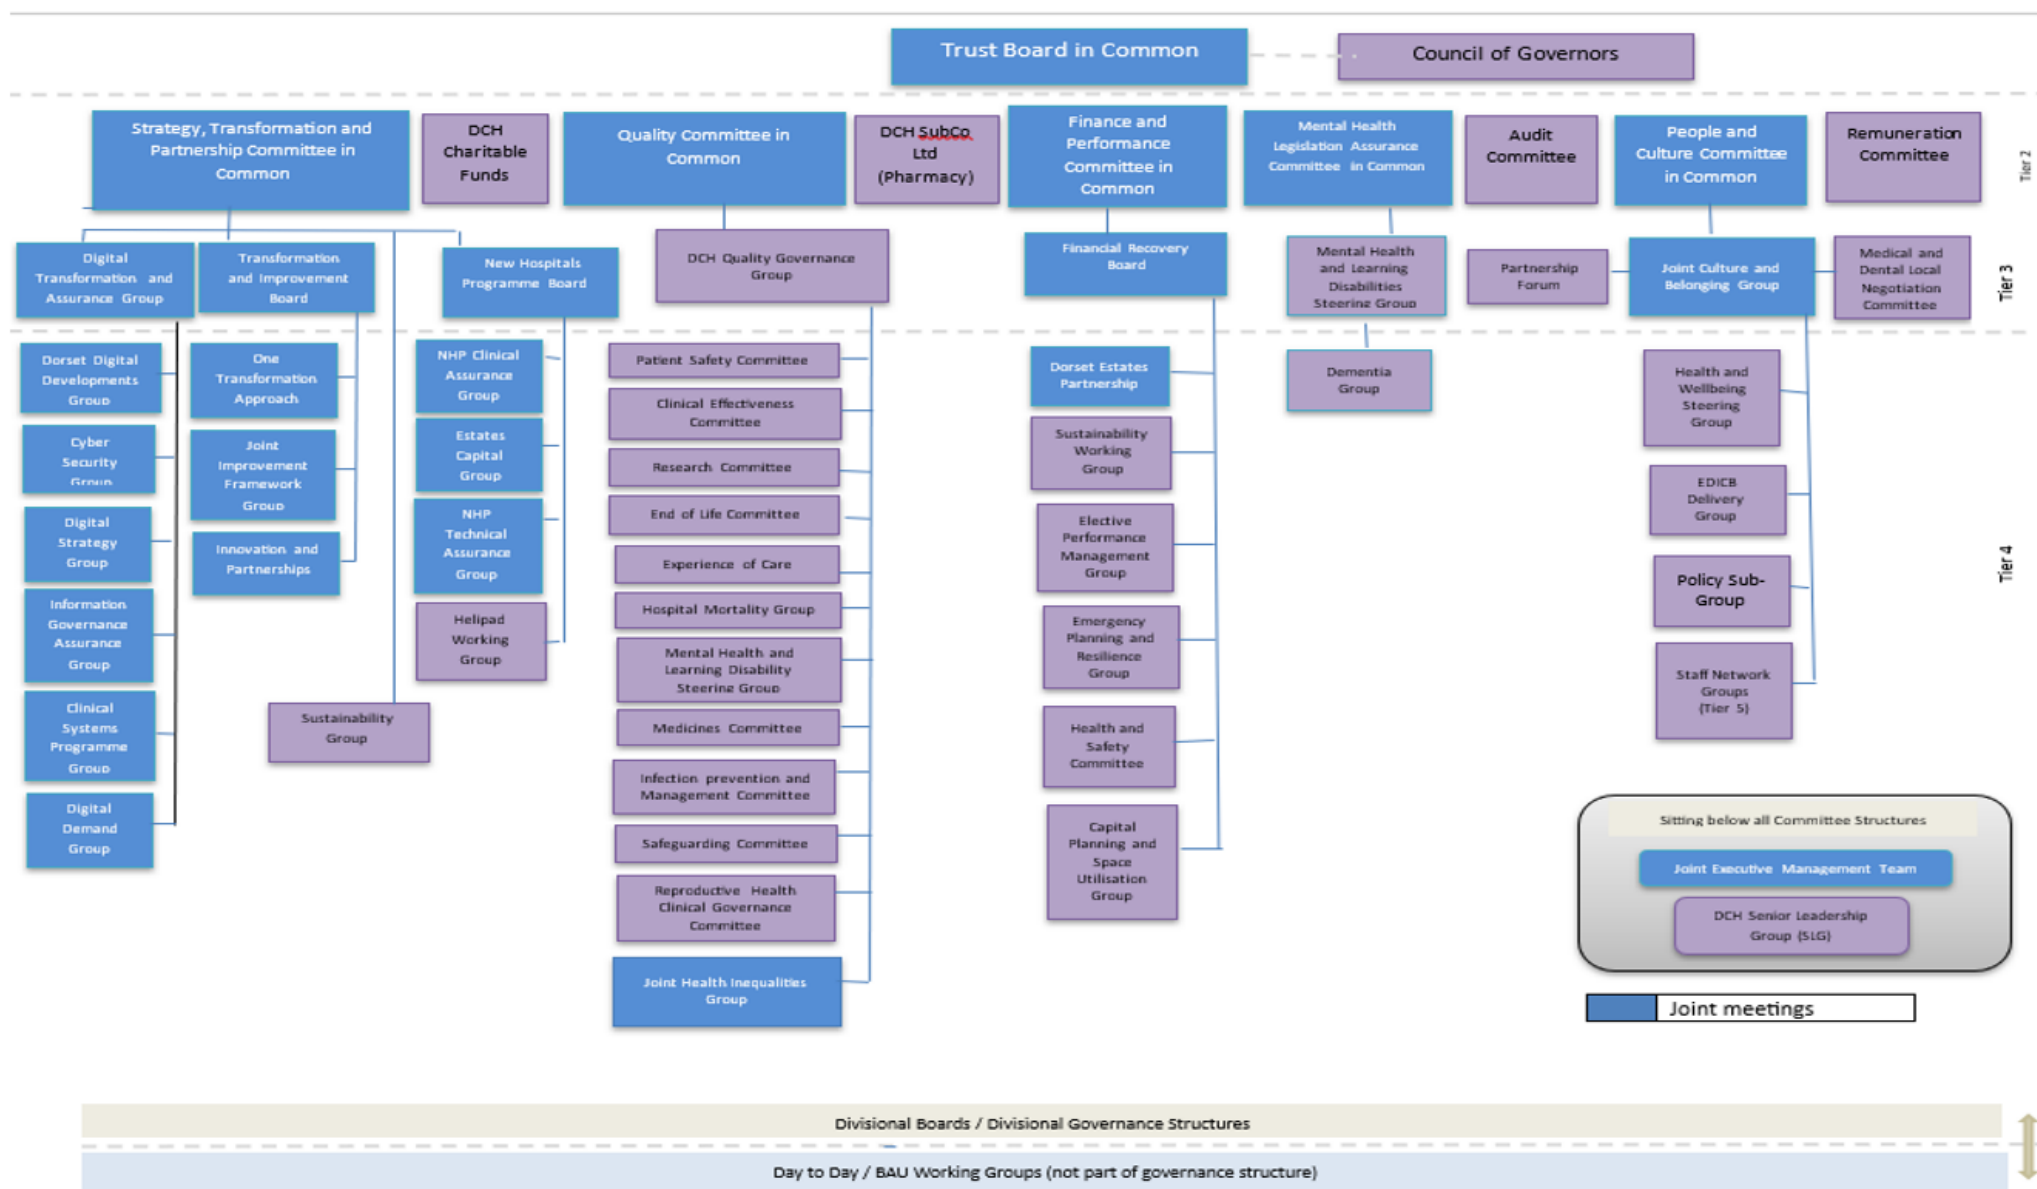 Trust Board in Common
Council of Governors
Strategy, Transformation and
Partnership Committee in
Common
DCH
Charitable
Funds
Quality Committee in
Common
DCH SubCo
Ltd
(Pharmacy)
Finance and
Performance
Committee in
Common
Mental Health
Legislation Assurance
Committee in Common
Audit
Committee
People and
Culture Committee
in Common
Remuneration
Committee
Tier 2
Digital
Transformation and
Assurance Group
Transformation
and Improvement
Board
New Hospitals
Programme Board
DCH Quality Governance
Group
Financial Recovery
Board
Mental Health
and Learning
Disabilities
Steering Group
Partnership
Forum
Joint Culture and
Belonging Group
Medical and
Dental Local
Negotiation
Committee
Tier 3
Dorset Digital
Developments
Group
Cyber
Security
Group
Digital
Strategy
Group
Information
Governance
Assurance
Group
Clinical
Systems
Programme
Group
Digital
Demand
Group
One
Transformation
Approach
Joint
Improvement
Framework
Group
Innovation and
Partnerships
Sustainability
Group
NHP Clinical
Assurance
Group
Estates
Capital
Group
NHP
Technical
Assurance
Group
Helipad
Working
Group
Patient Safety Committee
Clinical Effectiveness
Committee
Research Committee
End of Life Committee
Experience of Care
Hospital Mortality Group
Mental Health and
Learning Disability
Steering Group
Medicines Committee
Infection prevention and
Management Committee
Safeguarding Committee
Reproductive Health
Clinical Governance
Committee
Joint Health Inequalities
Group
Dorset Estates
Partnership
Sustainability
Working
Group
Elective
Performance
Management
Group
Emergency
Planning and
Resilience
Group
Health and
Safety
Committee
Capital
Planning and
Space
Utilisation
Group
Dementia
Group
Health and
Wellbeing
Steering
Group
EDICB
Delivery
Group
Policy Sub-
Group
Staff Network
Groups
(Tier 5)
Tier 4
Sitting below all Committee Structures
Joint Executive Management Team
DCH Senior Leadership
Group (SLG)
Joint meetings
Divisional Boards / Divisional Governance Structures
Day to Day / BAU Working Groups (not part of governance structure)